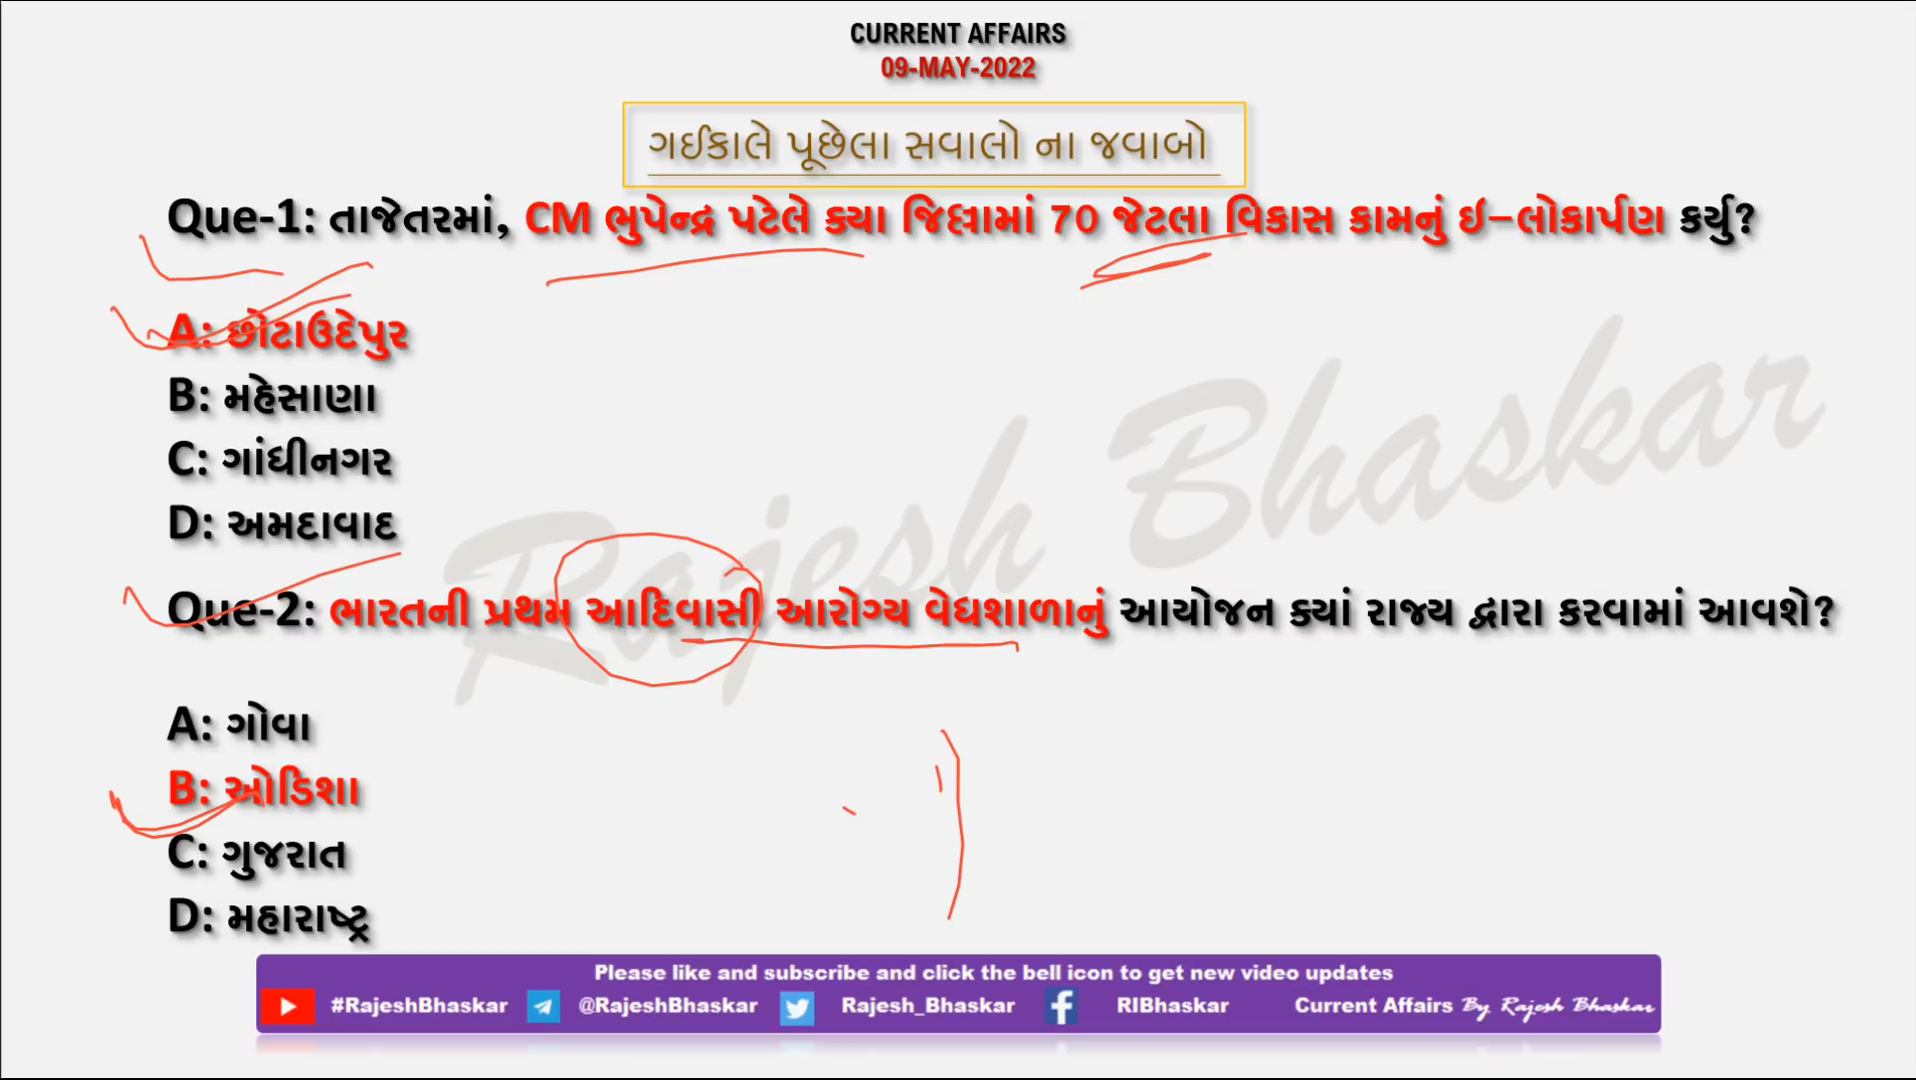 CURRENT AFFAIRS
09-MAY-2022
ગઈકાલે પૂછેલા સવાલો ના જવાબો
Que-1: તાજેતરમાં, CM ભુપેન્દ્ર પટેલે ક્યા જિલ્લામાં 70 જેટલા વિકાસ કામનું ઈ–લોકાર્પણ કર્યુ?
A: છોટાઉદેપુર
B: મહેસાણા
C: ગાંધીનગર
D: અમદાવાદ
Que-2: ભારતની પ્રથમ આદિવાસી આરોગ્ય વેધશાળાનું આયોજન ક્યાં રાજ્ય દ્વારા કરવામાં આવશે?
A: ગોવા
B: ઓડિશા
C: ગુજરાત
D: મહારાષ્ટ્ર
Rajesh Bhaskar
Please like and subscribe and click the bell icon to get new video updates
#RajeshBhaskar @RajeshBhaskar Rajesh_Bhaskar RIBhaskar Current Affairs By Rajesh Bhaskar